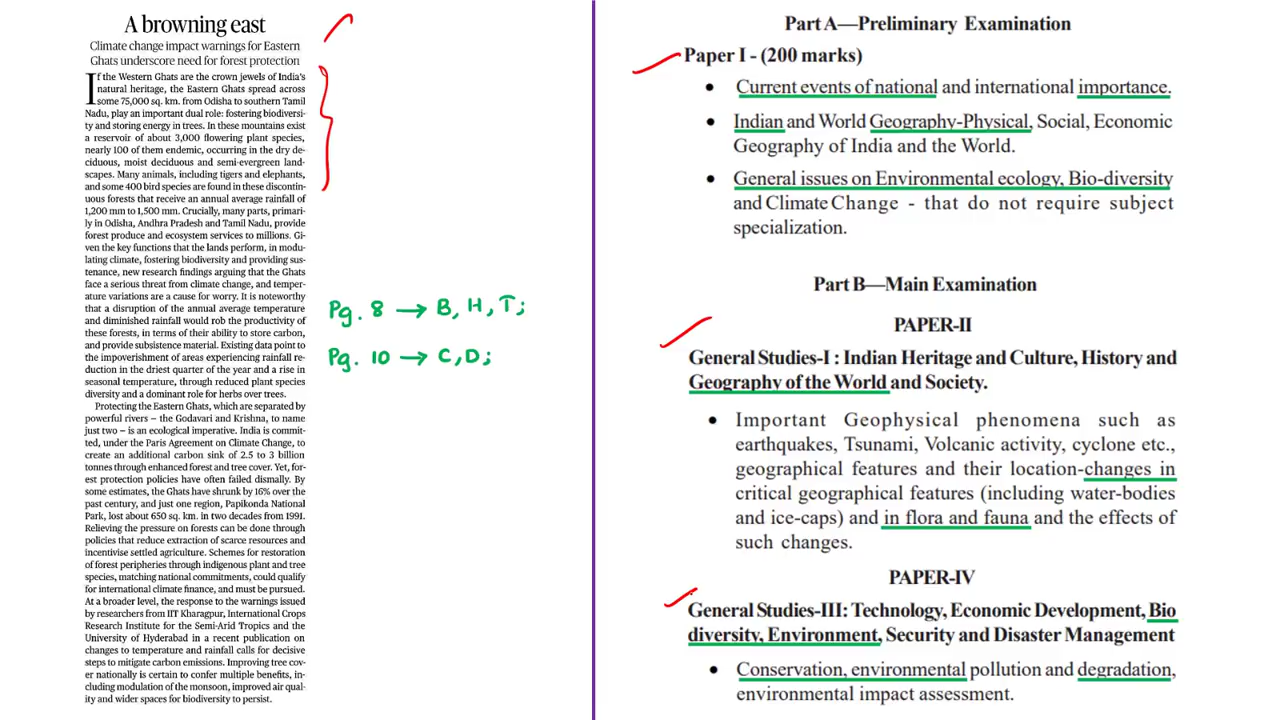 A browning east
Climate change impact warnings for Eastern
Ghats underscore need for forest protection
If the Western Ghats are the crown jewels of India's
natural heritage, the Eastern Ghats spread across
some 75,000 sq. km. from Odisha to southern Tamil
Nadu, play an important dual role: fostering biodiversi-
ty and storing energy in trees. In these mountains exist
a reservoir of about 3,000 flowering plant species,
nearly 100 of them endemic, occurring in the dry de-
ciduous, moist deciduous and semi-evergreen land-
scapes. Many animals, including tigers and elephants,
and some 400 bird species are found in these discontin-
uous forests that receive an annual average rainfall of
1,200 mm to 1,500 mm. Crucially, many parts, primari-
ly in Odisha, Andhra Pradesh and Tamil Nadu, provide
forest produce and ecosystem services to millions. Gi-
ven the key functions that the lands perform, in modu-
lating climate, fostering biodiversity and providing sus-
tenance, new research findings arguing that the Ghats
face a serious threat from climate change, and temper-
ature variations are a cause for worry. It is noteworthy
that a disruption of the annual average temperature
and diminished rainfall would rob the productivity of
these forests, in terms of their ability to store carbon,
and provide subsistence material. Existing data point to
the impoverishment of areas experiencing rainfall re-
duction in the driest quarter of the year and a rise in
seasonal temperature, through reduced plant species
diversity and a dominant role for herbs over trees.
Protecting the Eastern Ghats, which are separated by
powerful rivers – the Godavari and Krishna, to name
just two – is an ecological imperative. India is commit-
ted, under the Paris Agreement on Climate Change, to
create an additional carbon sink of 2.5 to 3 billion
tonnes through enhanced forest and tree cover. Yet, for-
est protection policies have often failed dismally. By
some estimates, the Ghats have shrunk by 16% over the
past century, and just one region, Papikonda National
Park, lost about 650 sq. km. in two decades from 1991.
Relieving the pressure on forests can be done through
policies that reduce extraction of scarce resources and
incentivise settled agriculture. Schemes for restoration
of forest peripheries through indigenous plant and tree
species, matching national commitments, could qualify
for international climate finance, and must be pursued.
At a broader level, the response to the warnings issued
by researchers from IIT Kharagpur, International Crops
Research Institute for the Semi-Arid Tropics and the
University of Hyderabad in a recent publication on
changes to temperature and rainfall calls for decisive
steps to mitigate carbon emissions. Improving tree cov-
er nationally is certain to confer multiple benefits, in-
cluding modulation of the monsoon, improved air qual-
ity and wider spaces for biodiversity to persist.
Pg. 8 → B, H, T;
Pg. 10 → C, D;
Part A—Preliminary Examination
Paper I - (200 marks)
• Current events of national and international importance.
• Indian and World Geography-Physical, Social, Economic
Geography of India and the World.
• General issues on Environmental ecology, Bio-diversity
and Climate Change - that do not require subject
specialization.
Part B—Main Examination
PAPER-II
General Studies-I : Indian Heritage and Culture, History and
Geography of the World and Society.
• Important Geophysical phenomena such as
earthquakes, Tsunami, Volcanic activity, cyclone etc.,
geographical features and their location-changes in
critical geographical features (including water-bodies
and ice-caps) and in flora and fauna and the effects of
such changes.
PAPER-IV
General Studies-III: Technology, Economic Development, Bio
diversity, Environment, Security and Disaster Management
• Conservation, environmental pollution and degradation,
environmental impact assessment.